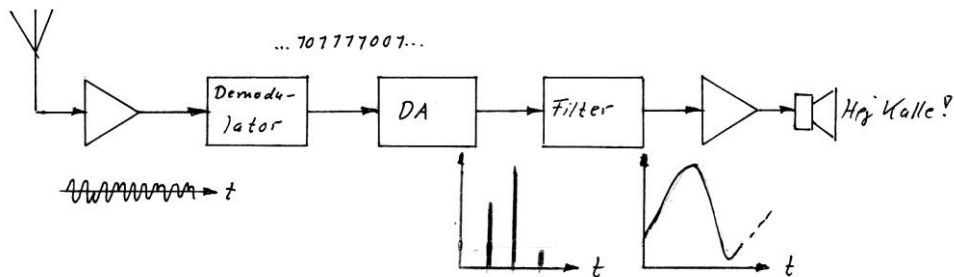 ...101111001...
Demodu-
lator
DA
Filter
Hej Kalle!
t
t
t